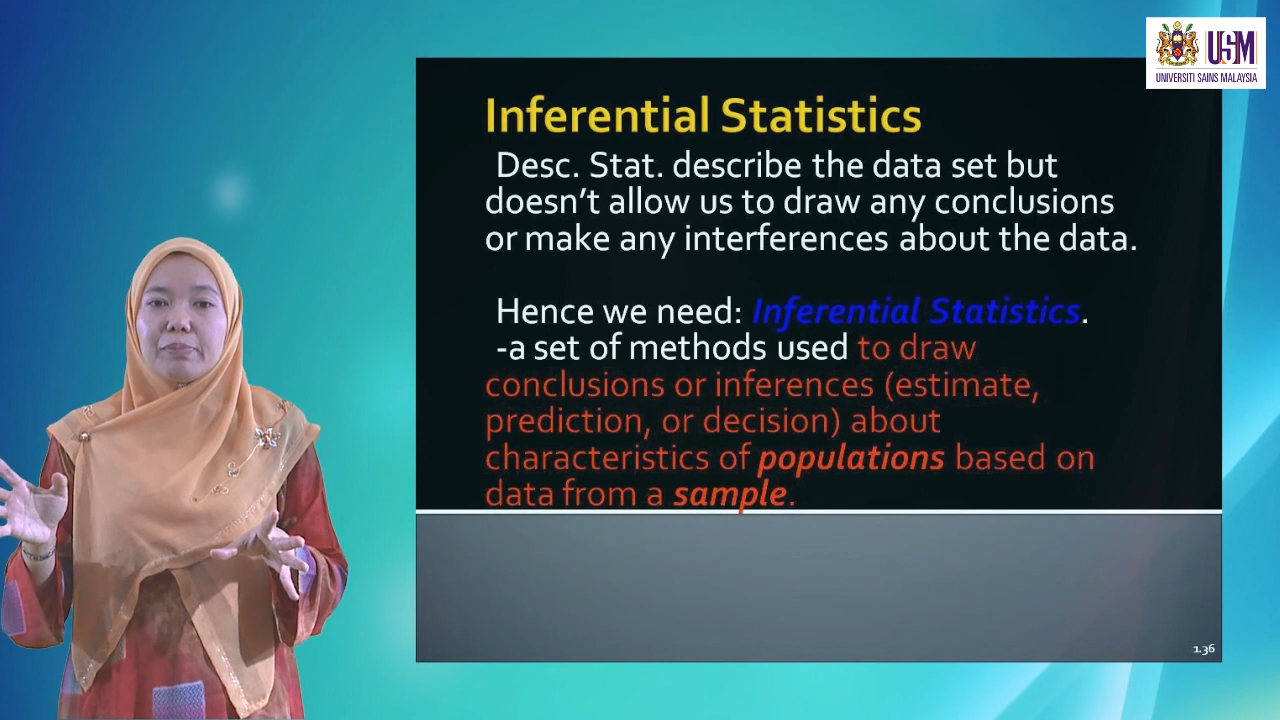 USM
UNIVERSITI SAINS MALAYSIA
Inferential Statistics
Desc. Stat. describe the data set but
doesn’t allow us to draw any conclusions
or make any interferences about the data.
Hence we need: Inferential Statistics.
-a set of methods used to draw
conclusions or inferences (estimate,
prediction, or decision) about
characteristics of populations based on
data from a sample.
1.36